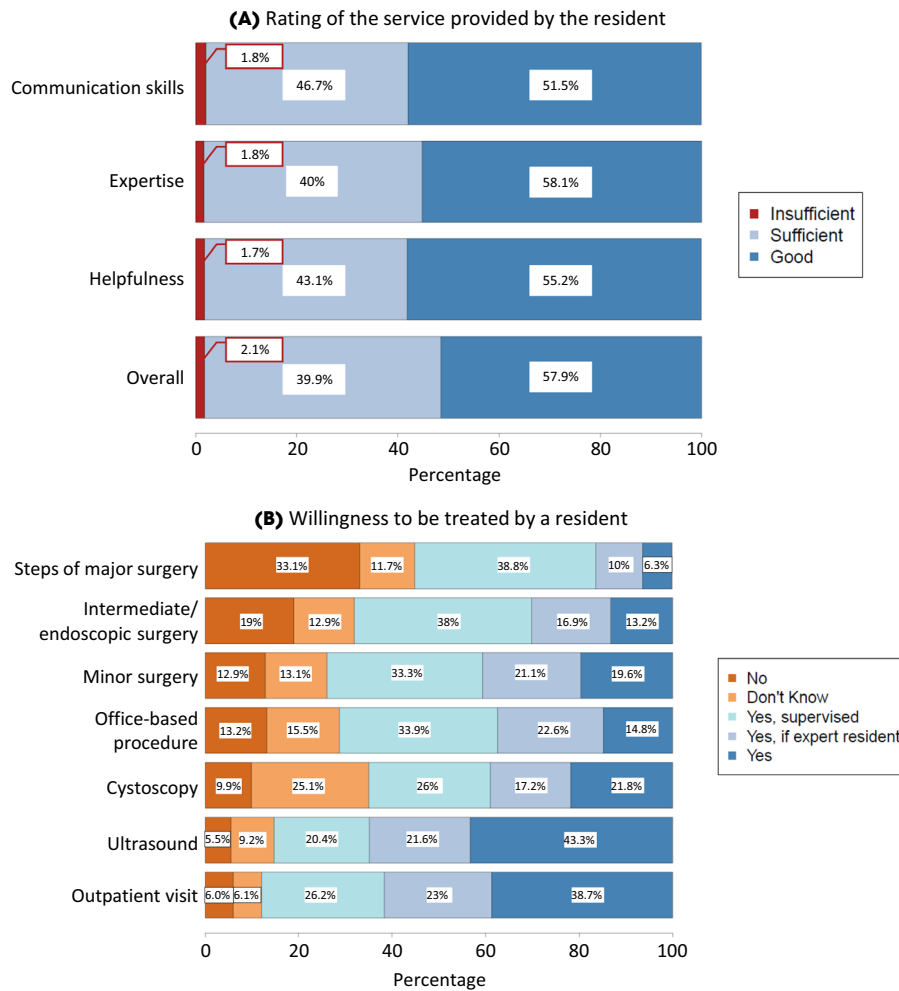 (A) Rating of the service provided by the resident
Communication skills
1.8%
46.7%
51.5%
Expertise
1.8%
40%
58.1%
Helpfulness
1.7%
43.1%
55.2%
Overall
2.1%
39.9%
57.9%
0 20 40 60 80 100
Percentage
Insufficient
Sufficient
Good
(B) Willingness to be treated by a resident
Steps of major surgery
33.1% 11.7% 38.8% 10% 6.3%
Intermediate/
endoscopic surgery
19% 12.9% 38% 16.9% 13.2%
Minor surgery
12.9% 13.1% 33.3% 21.1% 19.6%
Office-based
procedure
13.2% 15.5% 33.9% 22.6% 14.8%
Cystoscopy
9.9% 25.1% 26% 17.2% 21.8%
Ultrasound
5.5% 9.2% 20.4% 21.6% 43.3%
Outpatient visit
6.0% 6.1% 26.2% 23% 38.7%
0 20 40 60 80 100
Percentage
No
Don't Know
Yes, supervised
Yes, if expert resident
Yes